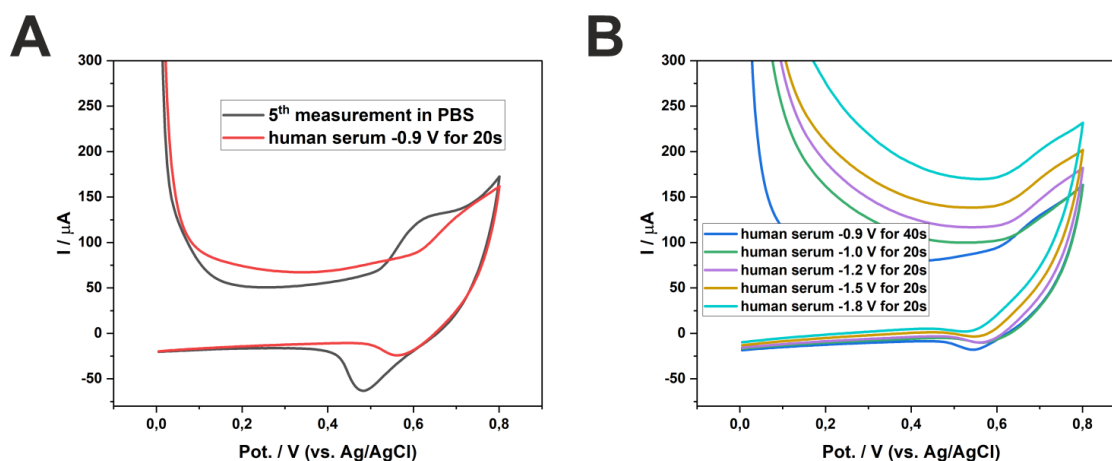 A
B
300
250
200
150
100
50
0
-50
I / µA
5th measurement in PBS
human serum -0.9 V for 20s
0,0 0,2 0,4 0,6 0,8
Pot. / V (vs. Ag/AgCl)
300
250
200
150
100
50
0
-50
I / µA
human serum -0.9 V for 40s
human serum -1.0 V for 20s
human serum -1.2 V for 20s
human serum -1.5 V for 20s
human serum -1.8 V for 20s
0,0 0,2 0,4 0,6 0,8
Pot. / V (vs. Ag/AgCl)